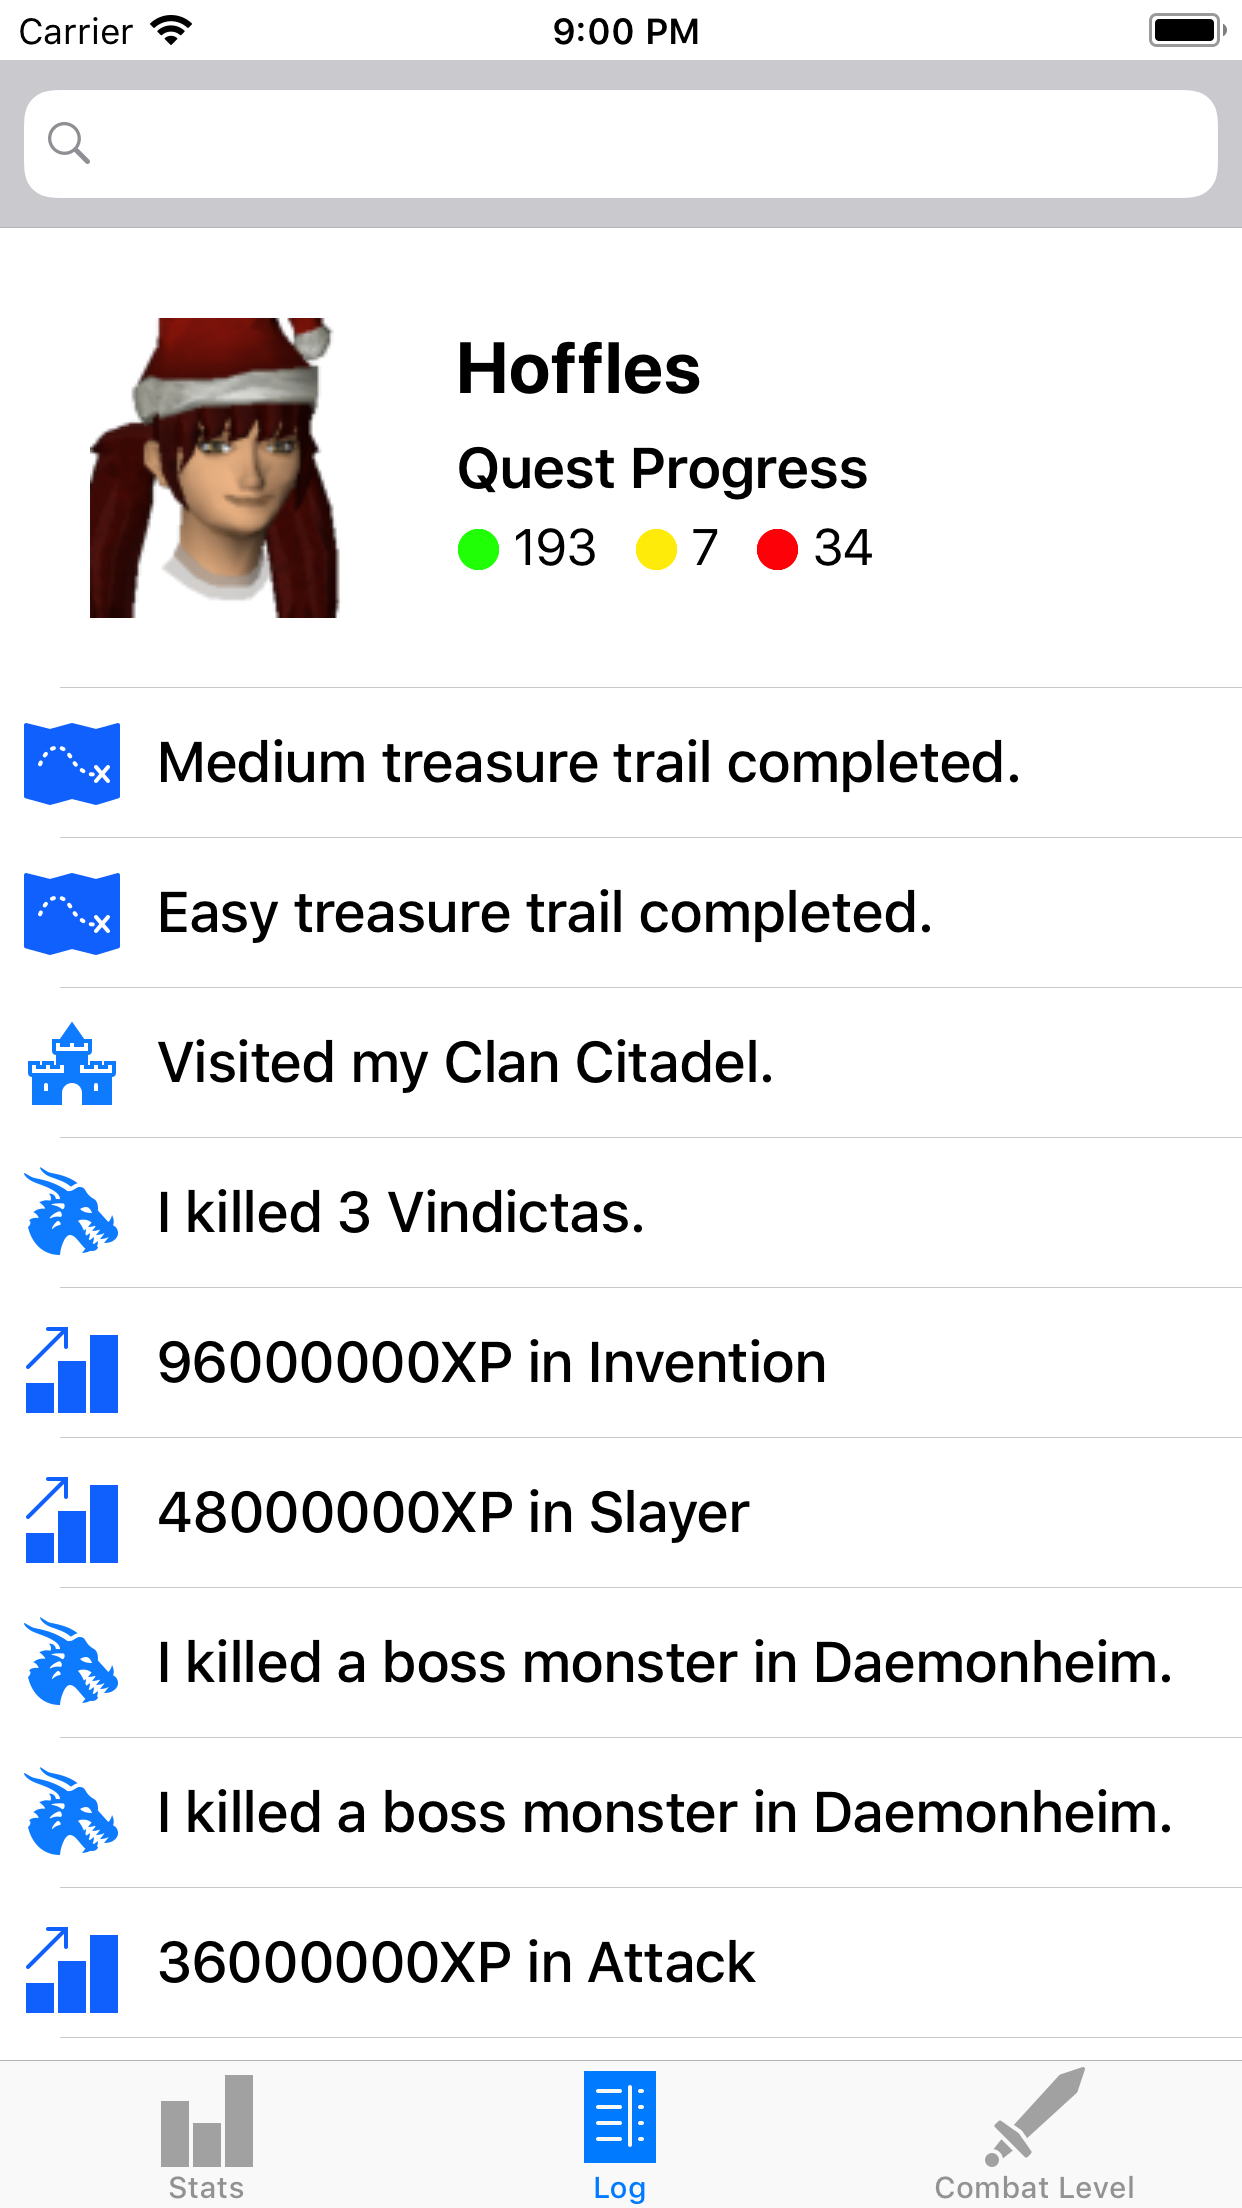 Carrier 9:00 PM
Hoffles
Quest Progress
193 7 34
Medium treasure trail completed.
Easy treasure trail completed.
Visited my Clan Citadel.
I killed 3 Vindictas.
96000000XP in Invention
48000000XP in Slayer
I killed a boss monster in Daemonheim.
I killed a boss monster in Daemonheim.
36000000XP in Attack
Stats Log Combat Level